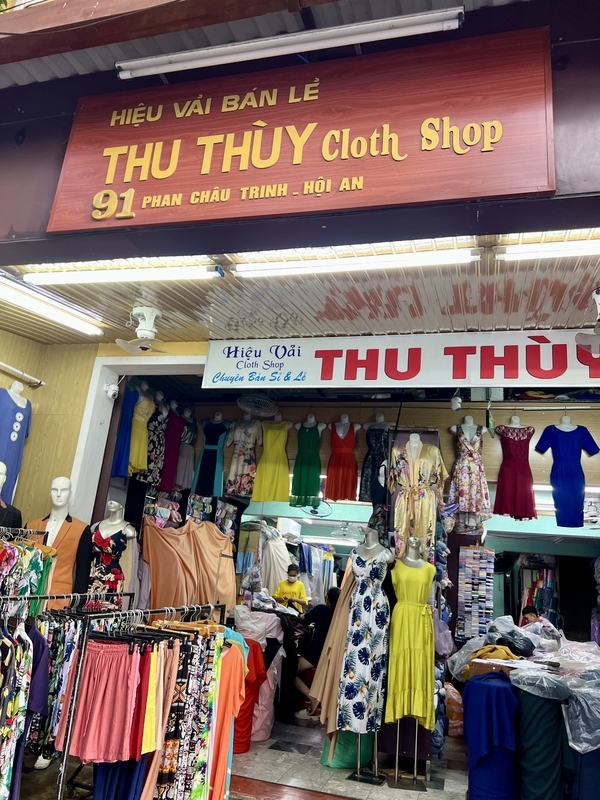 HIỆU VẢI BÁN LẺ
THU THÙY Cloth Shop
91 PHAN CHÂU TRINH - HỘI AN
Hiệu Vải
Cloth Shop
Chuyên Bán Sỉ & Lẻ
THU THÙY